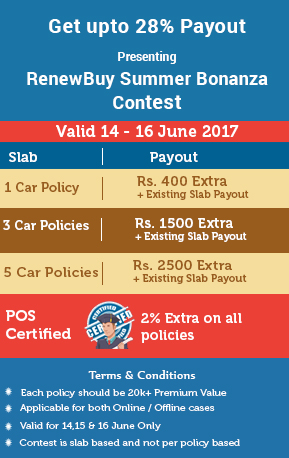 Get upto 28% Payout
Presenting
RenewBuy Summer Bonanza
Contest
Valid 14 - 16 June 2017
Slab Payout
1 Car Policy Rs. 400 Extra
+ Existing Slab Payout
3 Car Policies Rs. 1500 Extra
+ Existing Slab Payout
5 Car Policies Rs. 2500 Extra
+ Existing Slab Payout
POS
Certified
CERTIFIED
2% Extra on all
policies
Terms & Conditions
Each policy should be 20k+ Premium Value
Applicable for both Online / Offline cases
Valid for 14,15 & 16 June Only
Contest is slab based and not per policy based